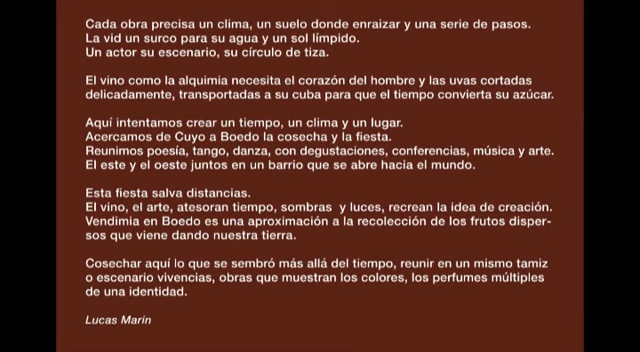 Cada obra precisa un clima, un suelo donde enraizar y una serie de pasos.
La vid un surco para su agua y un sol límpido.
Un actor su escenario, su círculo de tiza.
El vino como la alquimia necesita el corazón del hombre y las uvas cortadas
delicadamente, transportadas a su cuba para que el tiempo convierta su azúcar.
Aquí intentamos crear un tiempo, un clima y un lugar.
Acercamos de Cuyo a Boedo la cosecha y la fiesta.
Reunimos poesía, tango, danza, con degustaciones, conferencias, música y arte.
El este y el oeste juntos en un barrio que se abre hacia el mundo.
Esta fiesta salva distancias.
El vino, el arte, atesoran tiempo, sombras y luces, recrean la idea de creación.
Vendimia en Boedo es una aproximación a la recolección de los frutos disper-
sos que viene dando nuestra tierra.
Cosechar aquí lo que se sembró más allá del tiempo, reunir en un mismo tamiz
o escenario vivencias, obras que muestran los colores, los perfumes múltiples
de una identidad.
Lucas Marín